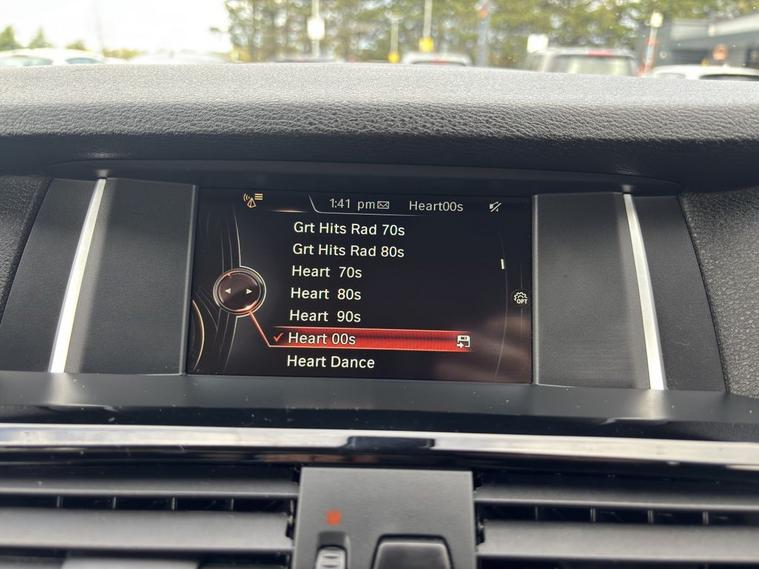 1:41 pm Heart00s
Grt Hits Rad 70s
Grt Hits Rad 80s
Heart 70s
Heart 80s
Heart 90s
Heart 00s
Heart Dance
OPT